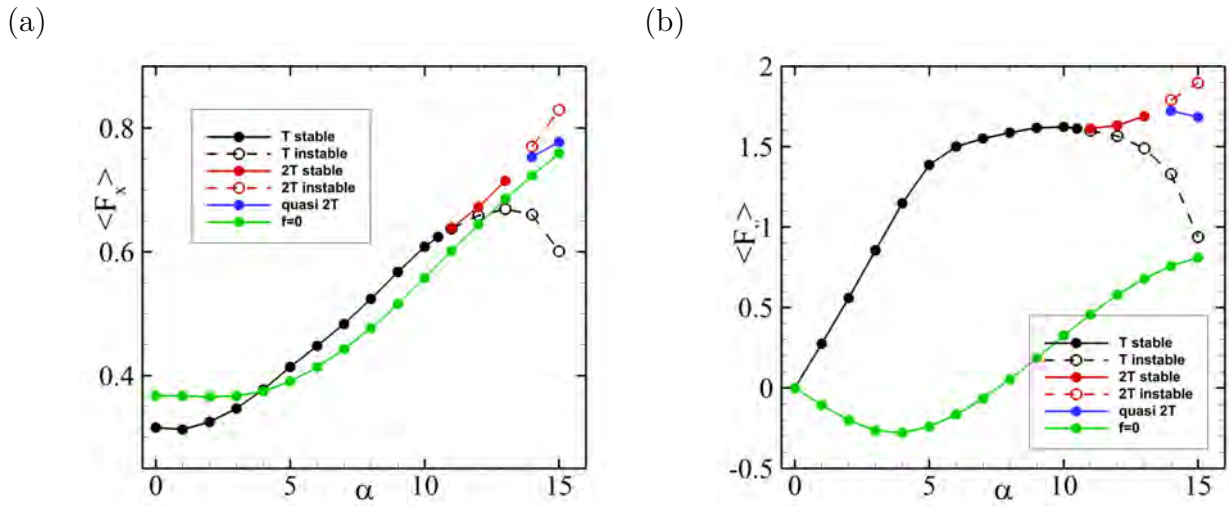 (a)
(b)
<F_x>
0.8
0.6
0.4
T stable
T instable
2T stable
2T instable
quasi 2T
f=0
0 5 10 15
α
2
1.5
1
0.5
0
-0.5
T stable
T instable
2T stable
2T instable
quasi 2T
f=0
0 5 10 15
α